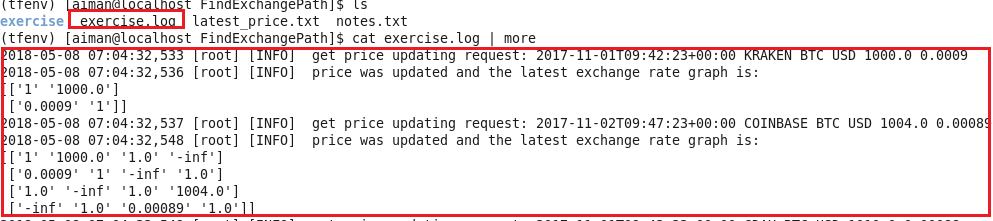 (tfenv) [aiman@localhost FindExchangePath]$ ls
exercise exercise.log latest_price.txt notes.txt
(tfenv) [aiman@localhost FindExchangePath]$ cat exercise.log | more
2018-05-08 07:04:32,533 [root] [INFO] get price updating request: 2017-11-01T09:42:23+00:00 KRAKEN BTC USD 1000.0 0.0009
2018-05-08 07:04:32,536 [root] [INFO] price was updated and the latest exchange rate graph is:
[['1' '1000.0']
['0.0009' '1']]
2018-05-08 07:04:32,537 [root] [INFO] get price updating request: 2017-11-02T09:47:23+00:00 COINBASE BTC USD 1004.0 0.00089
2018-05-08 07:04:32,548 [root] [INFO] price was updated and the latest exchange rate graph is:
[['1' '1000.0' '1.0' '-inf']
['0.0009' '1' '-inf' '1.0']
['1.0' '-inf' '1.0' '1004.0']
['-inf' '1.0' '0.00089' '1.0']]